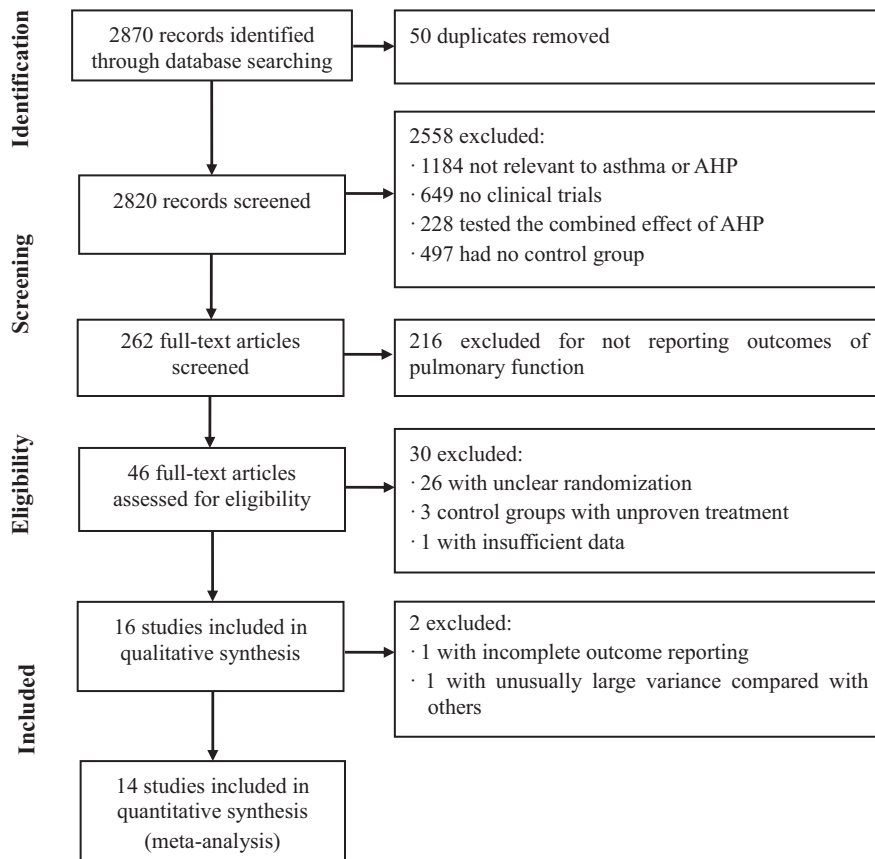 Identification
2870 records identified
through database searching
50 duplicates removed
2820 records screened
2558 excluded:
· 1184 not relevant to asthma or AHP
· 649 no clinical trials
· 228 tested the combined effect of AHP
· 497 had no control group
Screening
262 full-text articles
screened
216 excluded for not reporting outcomes of
pulmonary function
Eligibility
46 full-text articles
assessed for eligibility
30 excluded:
· 26 with unclear randomization
· 3 control groups with unproven treatment
· 1 with insufficient data
16 studies included in
qualitative synthesis
2 excluded:
· 1 with incomplete outcome reporting
· 1 with unusually large variance compared with
others
Included
14 studies included in
quantitative synthesis
(meta-analysis)